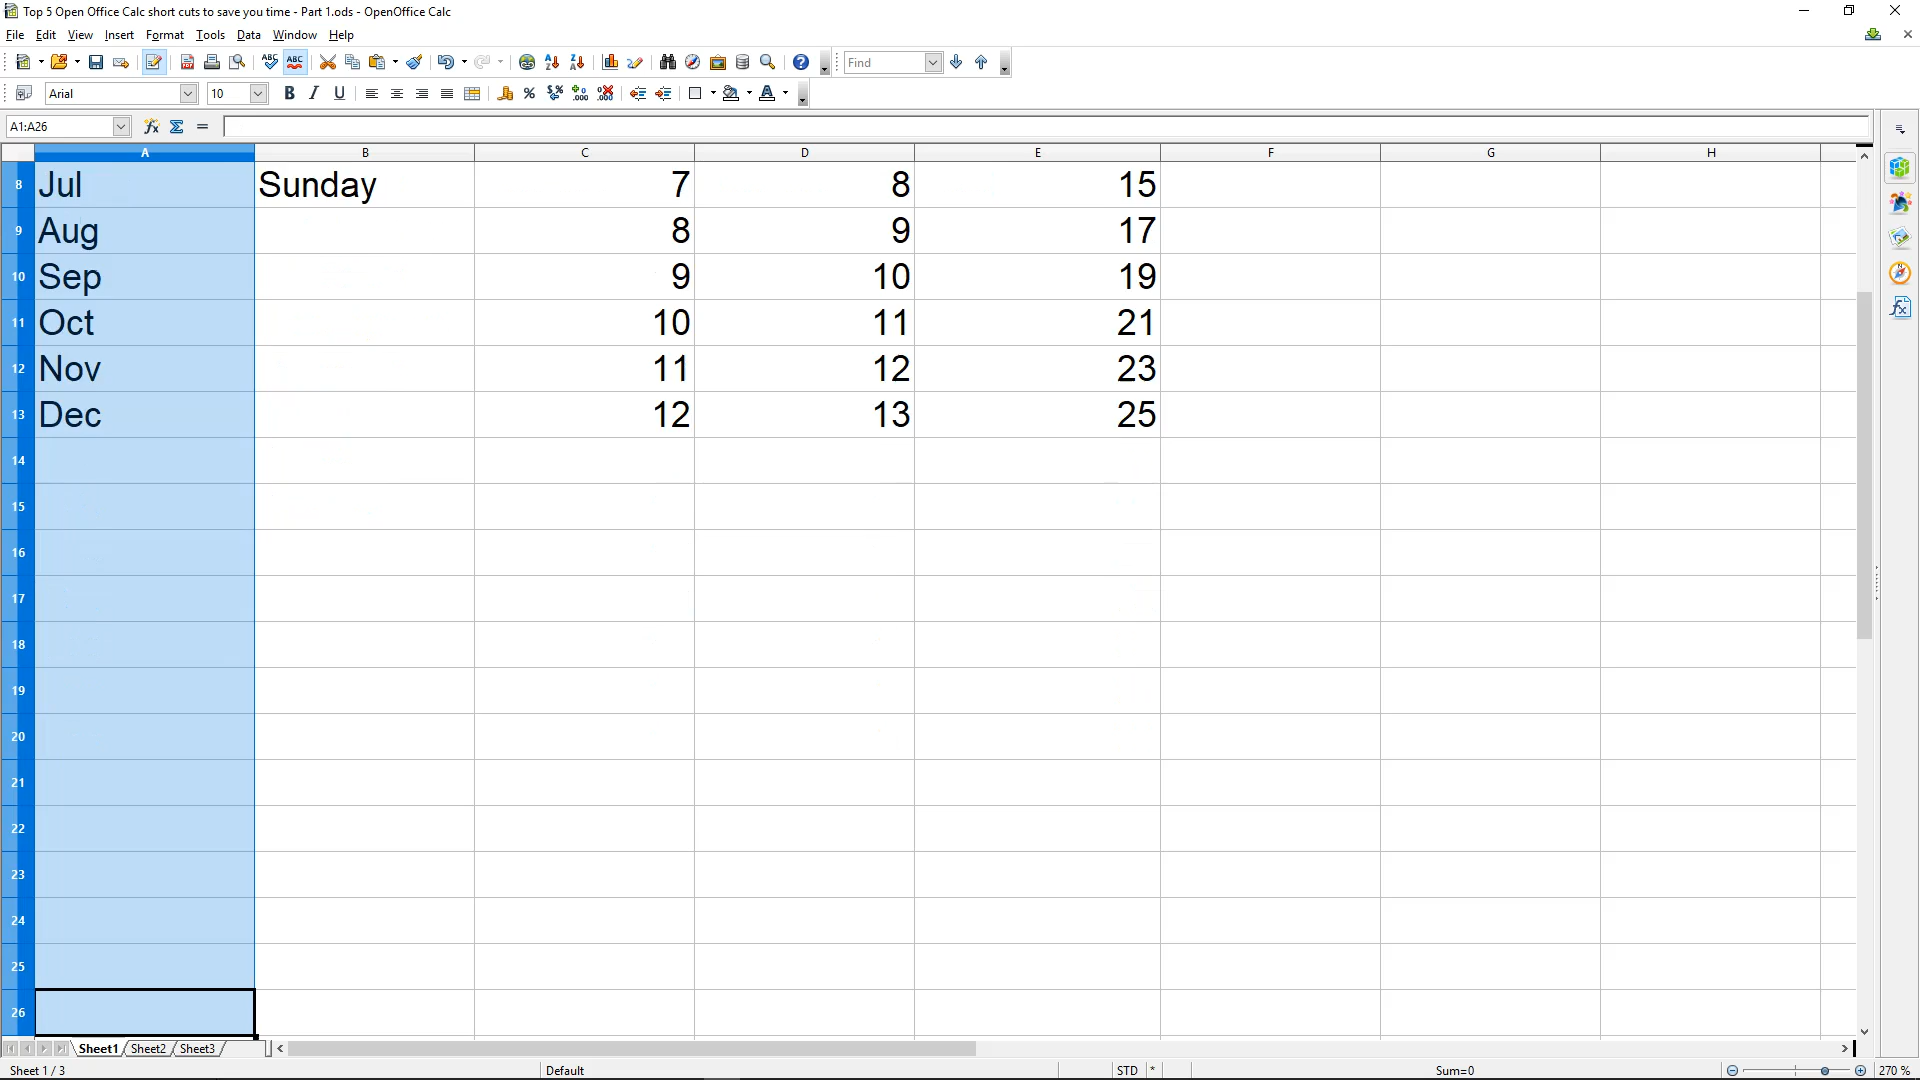 Top 5 Open Office Calc short cuts to save you time - Part 1.ods - OpenOffice Calc
File Edit View Insert Format Tools Data Window Help
ABC ABC Find
Arial 10 B I U
A1:A26
A B C D E F G H
8 Jul Sunday 7 8 15
9 Aug 8 9 17
10 Sep 9 10 19
11 Oct 10 11 21
12 Nov 11 12 23
13 Dec 12 13 25
14
15
16
17
18
19
20
21
22
23
24
25
26
Sheet1 Sheet2 Sheet3
Sheet 1 / 3 Default STD * Sum=0 270 %